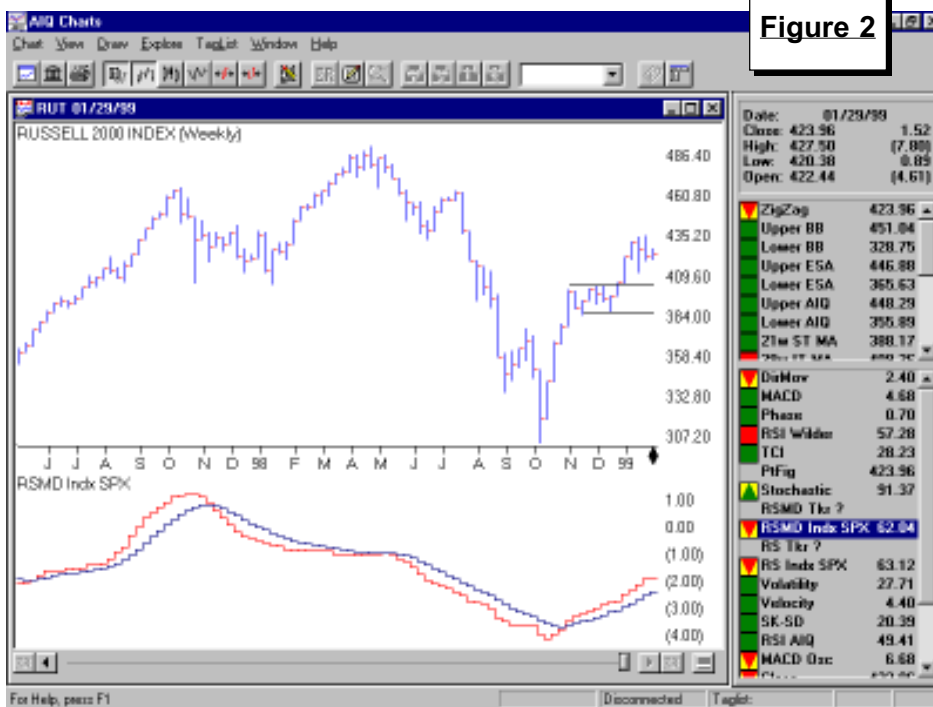 AIQ Charts
Figure 2
Chart View Draw Explore TagList Window Help
RUT 01/29/99
RUSSELL 2000 INDEX (Weekly)
486.40
460.80
435.20
409.60
384.00
358.40
332.80
307.20
J J A S O N D 98 F M A M J J A S O N D 99
RSMD Indx SPX
1.00
0.00
(1.00)
(2.00)
(3.00)
(4.00)
Date: 01/29/99
Close: 423.96 1.52
High: 427.50 (7.80)
Low: 420.38 0.89
Open: 422.44 (4.61)
ZigZag 423.96
Upper BB 451.04
Lower BB 328.75
Upper ESA 446.88
Lower ESA 365.63
Upper AIQ 448.29
Lower AIQ 355.89
21w ST MA 388.17
DirMov 2.40
MACD 4.68
Phase 0.70
RSI Wilder 57.28
TCI 28.23
PtFig 423.96
Stochastic 91.37
RSMD Tkr ?
RSMD Indx SPX 62.04
RS Tkr ?
RS Indx SPX 63.12
Volatility 27.71
Velocity 4.40
SK-SD 20.39
RSI AIQ 49.41
MACD Osc 6.68
For Help, press F1
Disconnected
Taglist: